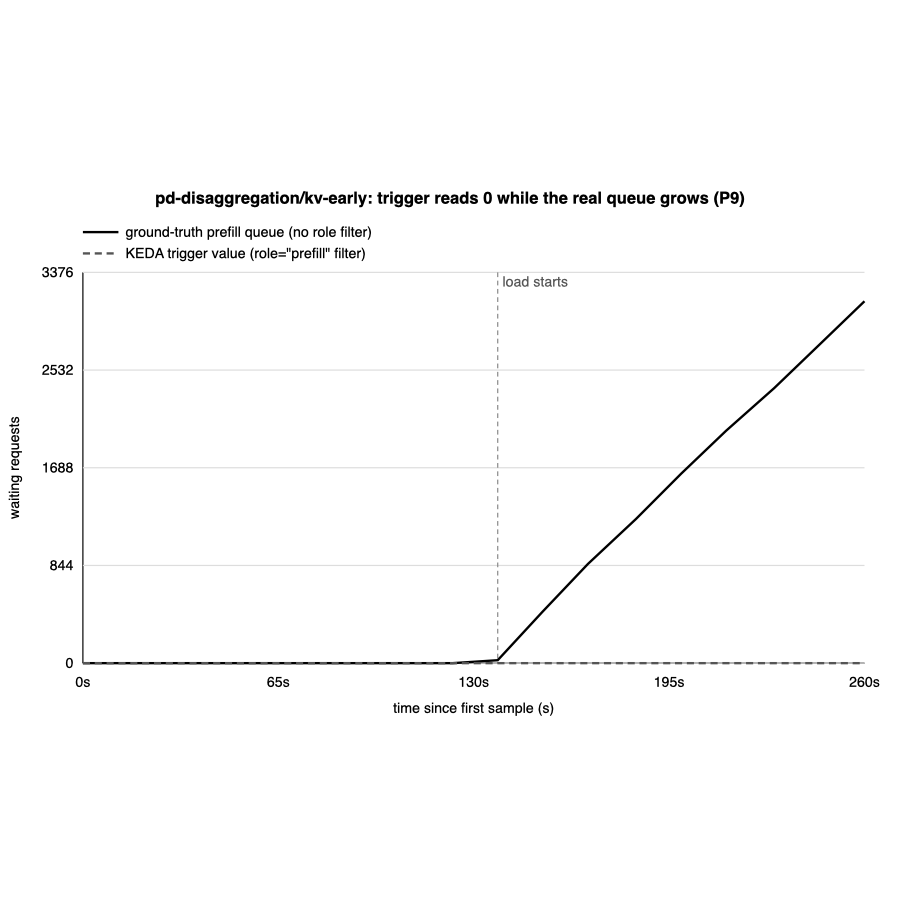 pd-disaggregation/kv-early: trigger reads 0 while the real queue grows (P9)
ground-truth prefill queue (no role filter)
KEDA trigger value (role="prefill" filter)
3376
load starts
2532
waiting requests
1688
844
0
0s 65s 130s 195s 260s
time since first sample (s)